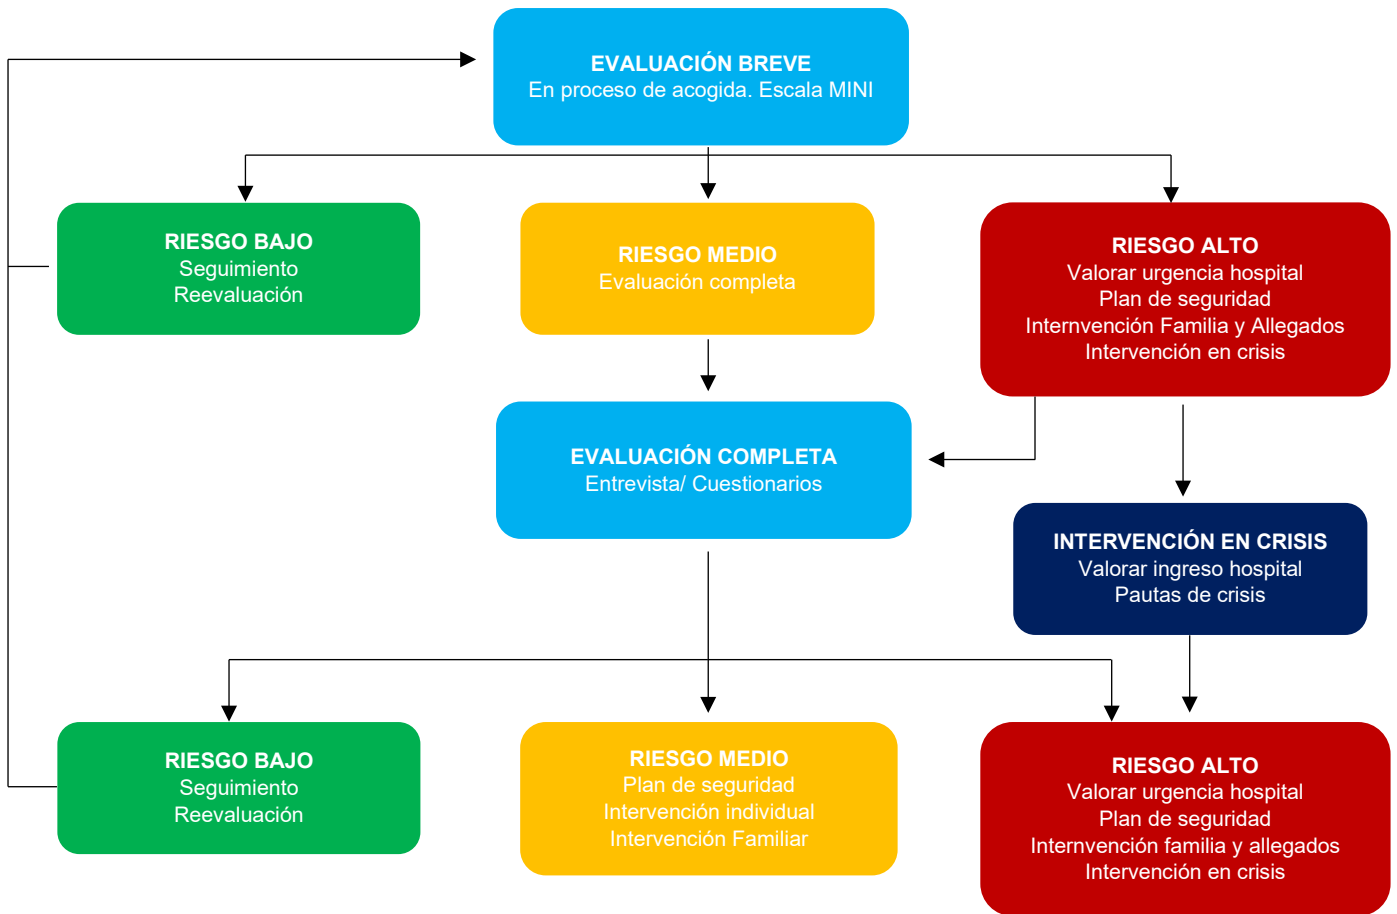 EVALUACIÓN BREVE
En proceso de acogida. Escala MINI
RIESGO BAJO
Seguimiento
Reevaluación
RIESGO MEDIO
Evaluación completa
RIESGO ALTO
Valorar urgencia hospital
Plan de seguridad
Internvención Familia y Allegados
Intervención en crisis
EVALUACIÓN COMPLETA
Entrevista/ Cuestionarios
INTERVENCIÓN EN CRISIS
Valorar ingreso hospital
Pautas de crisis
RIESGO BAJO
Seguimiento
Reevaluación
RIESGO MEDIO
Plan de seguridad
Intervención individual
Intervención Familiar
RIESGO ALTO
Valorar urgencia hospital
Plan de seguridad
Internvención familia y allegados
Intervención en crisis